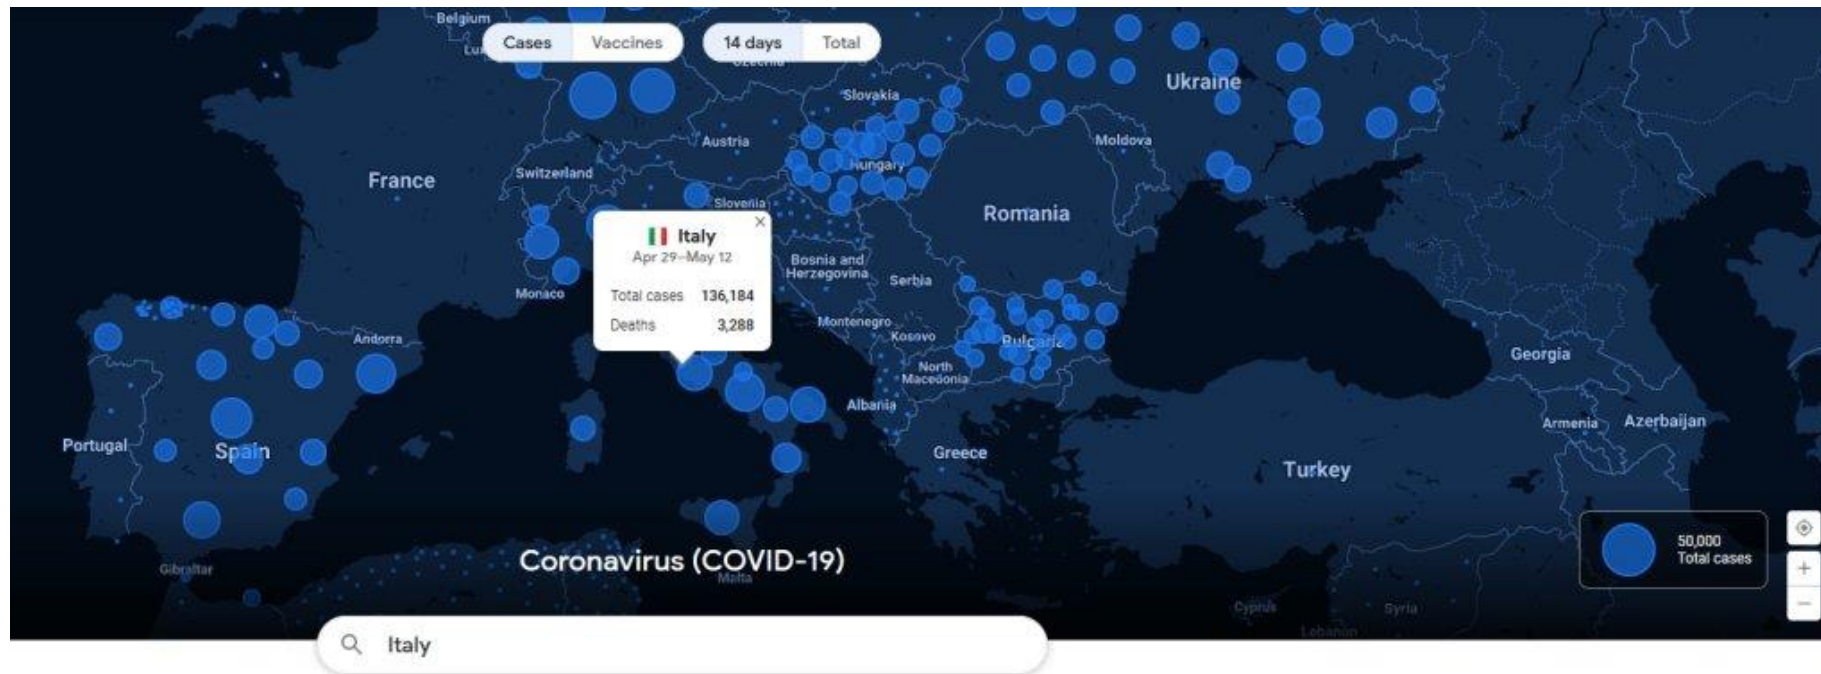 Belgium
Cases Vaccines 14 days Total
Czechia
Ukraine
Slovakia
Moldova
Austria
Hungary
Switzerland
France
Slovenia
Romania
Italy
Apr 29–May 12
Total cases 136,184
Deaths 3,288
Bosnia and
Herzegovina
Serbia
Monaco
Montenegro
Kosovo
Andorra
Bulgaria
Georgia
North
Macedonia
Albania
Armenia
Azerbaijan
Portugal
Spain
Greece
Turkey
50,000
Total cases
Coronavirus (COVID-19)
Gibraltar
Malta
Cyprus
Syria
Lebanon
Italy